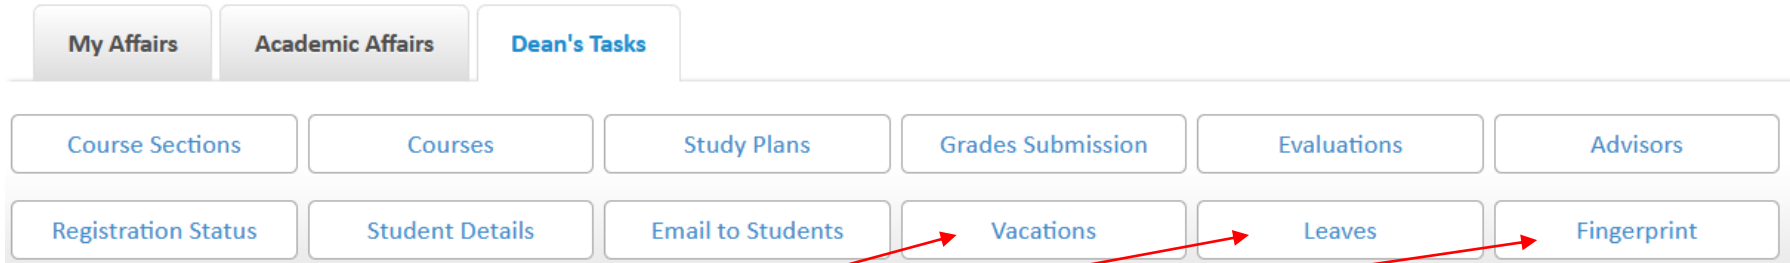 My Affairs Academic Affairs Dean's Tasks
Course Sections Courses Study Plans Grades Submission Evaluations Advisors
Registration Status Student Details Email to Students Vacations Leaves Fingerprint